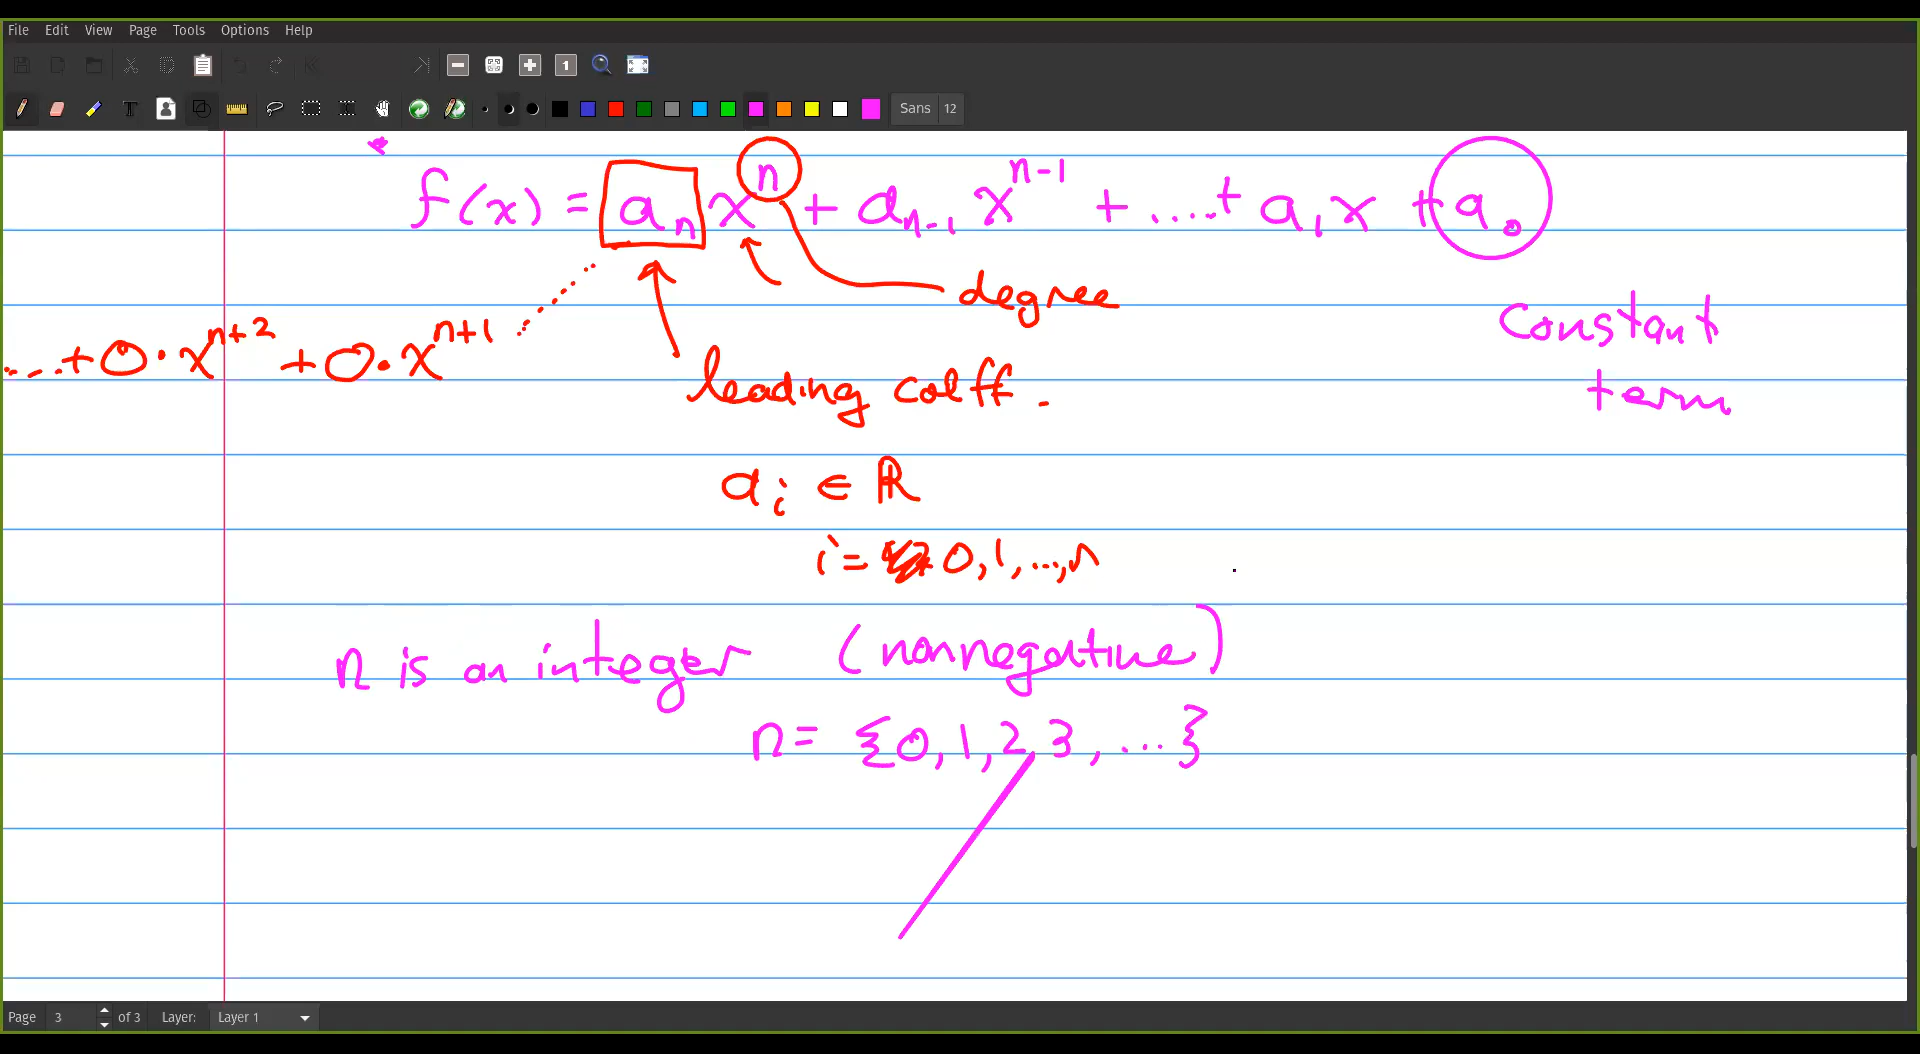 File Edit View Page Tools Options Help
1
T Sans 12
f(x) = aₙxⁿ + aₙ₋₁xⁿ⁻¹ + ....+ a₁x + a₀
degree
constant
term
....+0·xⁿ⁺² +0·xⁿ⁺¹
leading coeff.
aᵢ ∈ ℝ
i = 0,1,...,n
n is an integer (nonnegative)
n= {0,1,2,3,...}
Page 3 of 3 Layer: Layer 1